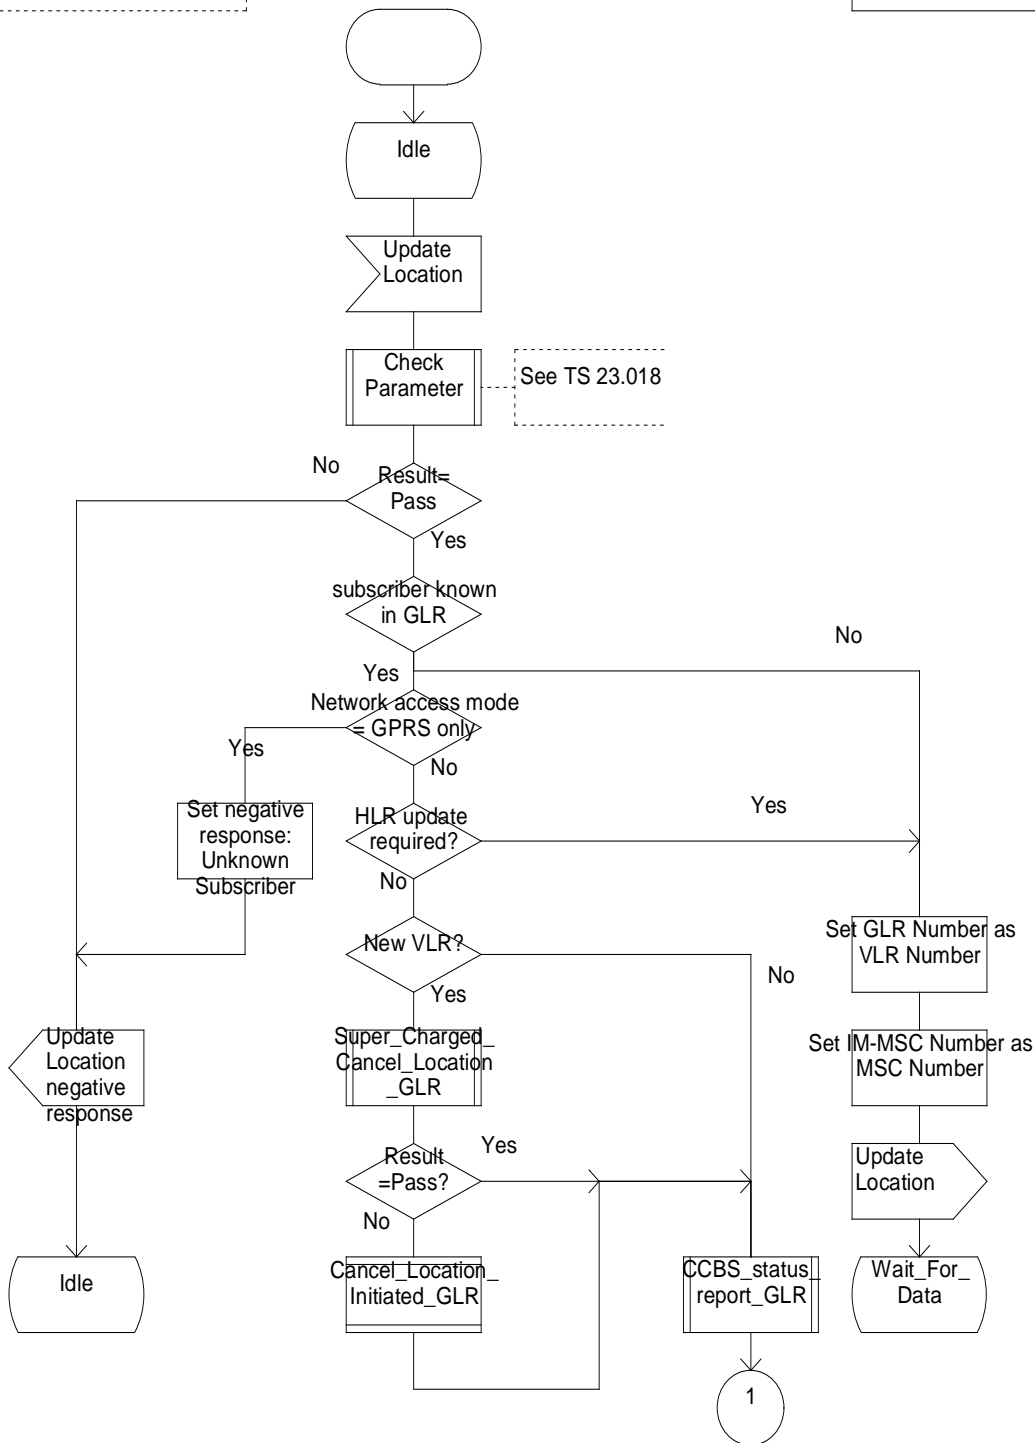 Idle
Update
Location
Check
Parameter
See TS 23.018
No
Result=
Pass
Yes
subscriber known
in GLR
No
Yes
Network access mode
= GPRS only
Yes
No
Set negative
response:
Unknown
Subscriber
HLR update
required?
Yes
No
New VLR?
No
Yes
Set GLR Number as
VLR Number
Update
Location
negative
response
Super_Charged_
Cancel_Location
_GLR
Set IM-MSC Number as
MSC Number
Result
=Pass?
Yes
No
Update
Location
Idle
Cancel_Location_
Initiated_GLR
CCBS_status_
report_GLR
Wait_For_
Data
1